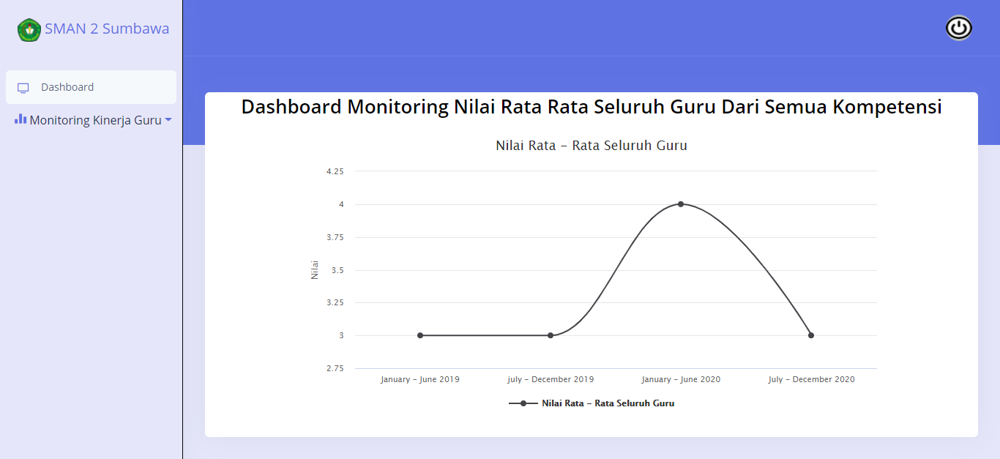 SMAN 2 Sumbawa
Dashboard
Monitoring Kinerja Guru
Dashboard Monitoring Nilai Rata Rata Seluruh Guru Dari Semua Kompetensi
Nilai Rata - Rata Seluruh Guru
4.25
4
3.75
3.5
3.25
3
2.75
Nilai
January - June 2019
july - December 2019
January - June 2020
July - December 2020
Nilai Rata - Rata Seluruh Guru